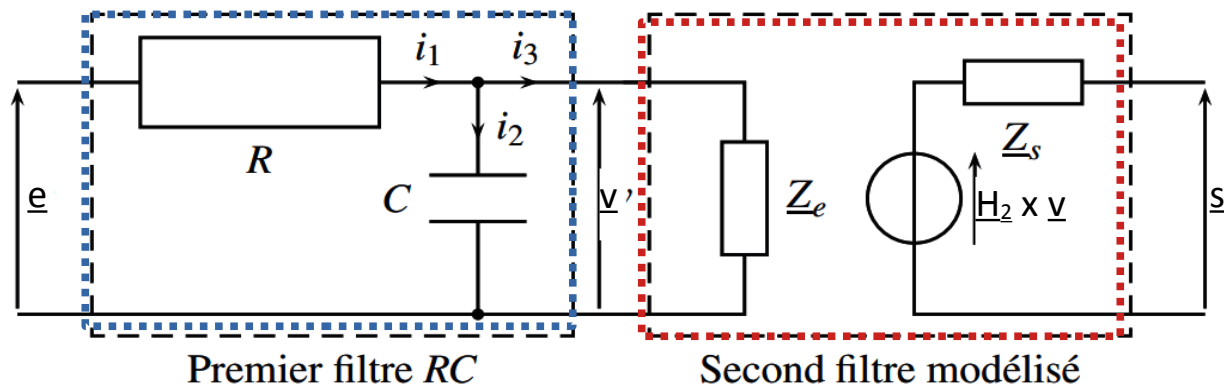 i1
i3
i2
R
C
e
v'
Ze
Zs
H2 x v
s
Premier filtre RC
Second filtre modélisé